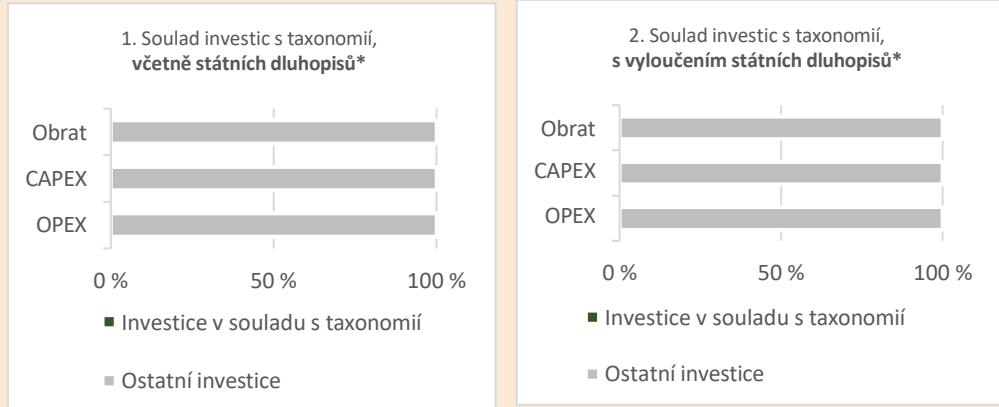 1. Soulad investic s taxonomií,
včetně státních dluhopisů*
Obrat
CAPEX
OPEX
0 %
50 %
100 %
Investice v souladu s taxonomií
Ostatní investice
2. Soulad investic s taxonomií,
s vyloučením státních dluhopisů*
Obrat
CAPEX
OPEX
0 %
50 %
100 %
Investice v souladu s taxonomií
Ostatní investice